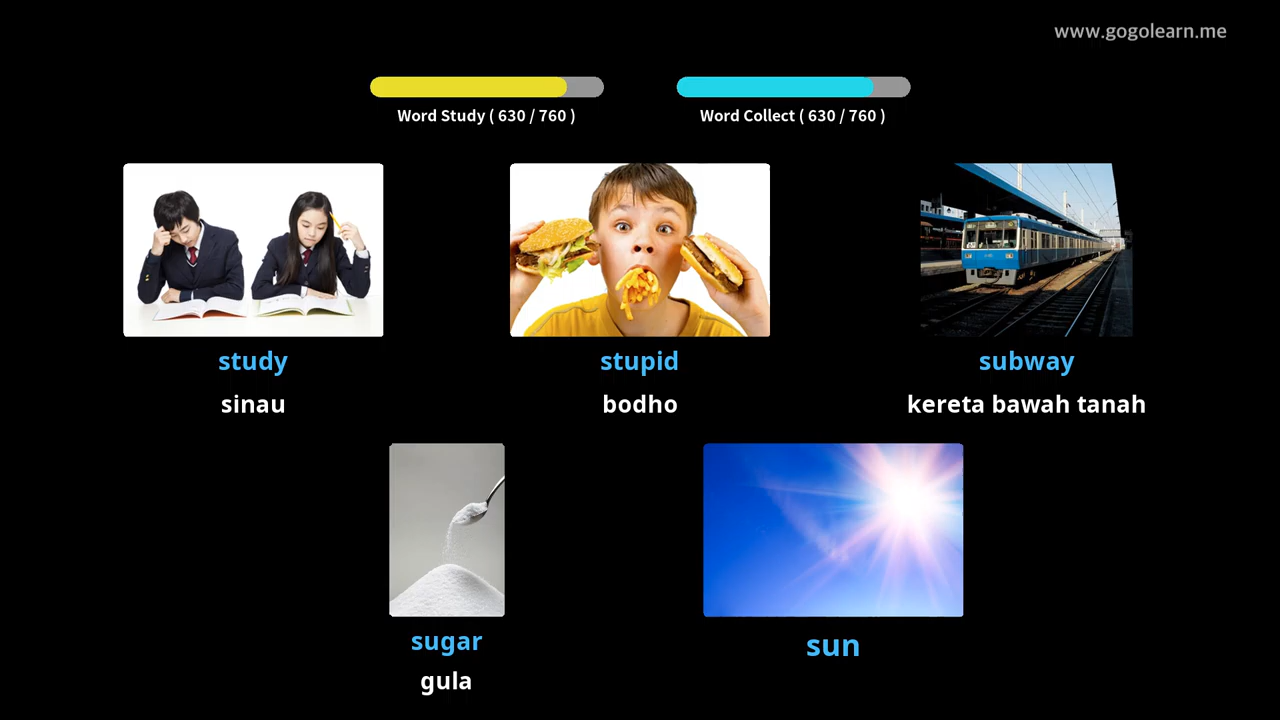 www.gogolearn.me
Word Study ( 630 / 760 )
Word Collect ( 630 / 760 )
study
sinau
stupid
bodho
subway
kereta bawah tanah
sugar
gula
sun